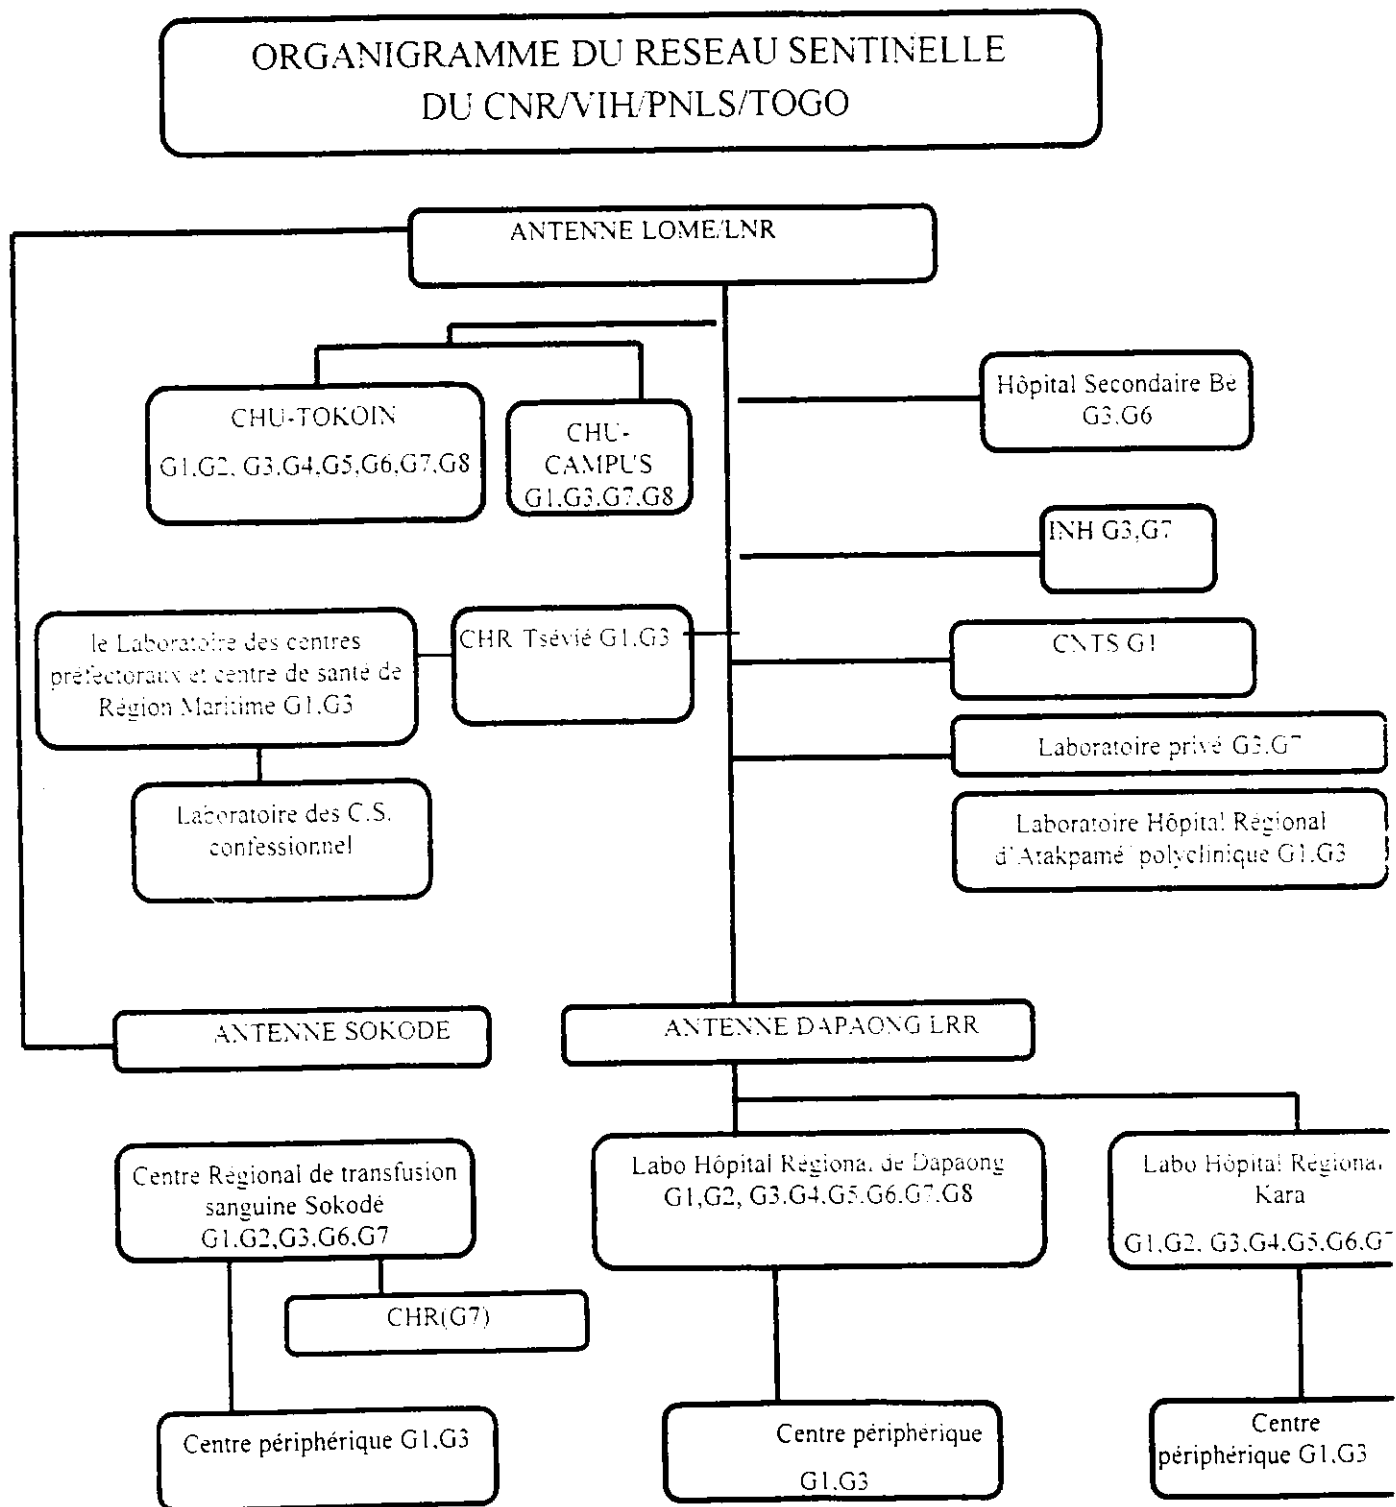 ORGANIGRAMME DU RESEAU SENTINELLE
DU CNR/VIH/PNLS/TOGO
ANTENNE LOME/LNR
CHU-TOKOIN
G1.G2. G3.G4,G5,G6,G7,G8
CHU-
CAMPUS
G1.G3.G7.G8
Hôpital Secondaire Bè
G3.G6
INH G3,G7
le Laboratoire des centres
préfectoraux et centre de santé de
Région Maritime G1.G3
CHR Tsévié G1.G3
CNTS G1
Laboratoire privé G3.G7
Laboratoire des C.S.
confessionnel
Laboratoire Hôpital Régional
d'Atakpamé polyclinique G1.G3
ANTENNE SOKODE
ANTENNE DAPAONG LRR
Centre Régional de transfusion
sanguine Sokodé
G1.G2,G3.G6.G7
Labo Hôpital Régional de Dapaong
G1,G2, G3.G4.G5.G6.G7.G8
Labo Hôpital Régional
Kara
G1.G2. G3.G4.G5.G6.G7
CHR(G7)
Centre périphérique G1.G3
Centre périphérique
G1.G3
Centre
périphérique G1.G3